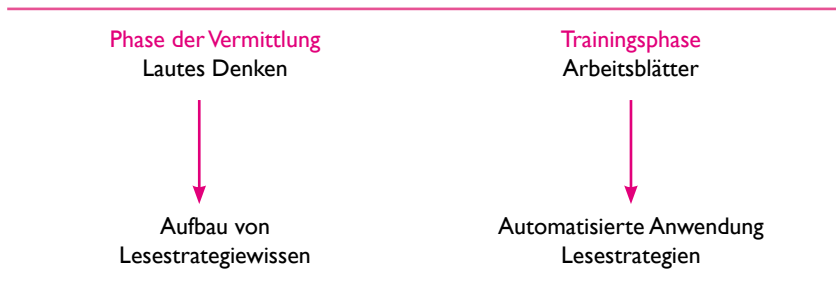 Phase der Vermittlung
Lautes Denken
Aufbau von
Lesestrategiewissen
Trainingsphase
Arbeitsblätter
Automatisierte Anwendung
Lesestrategien